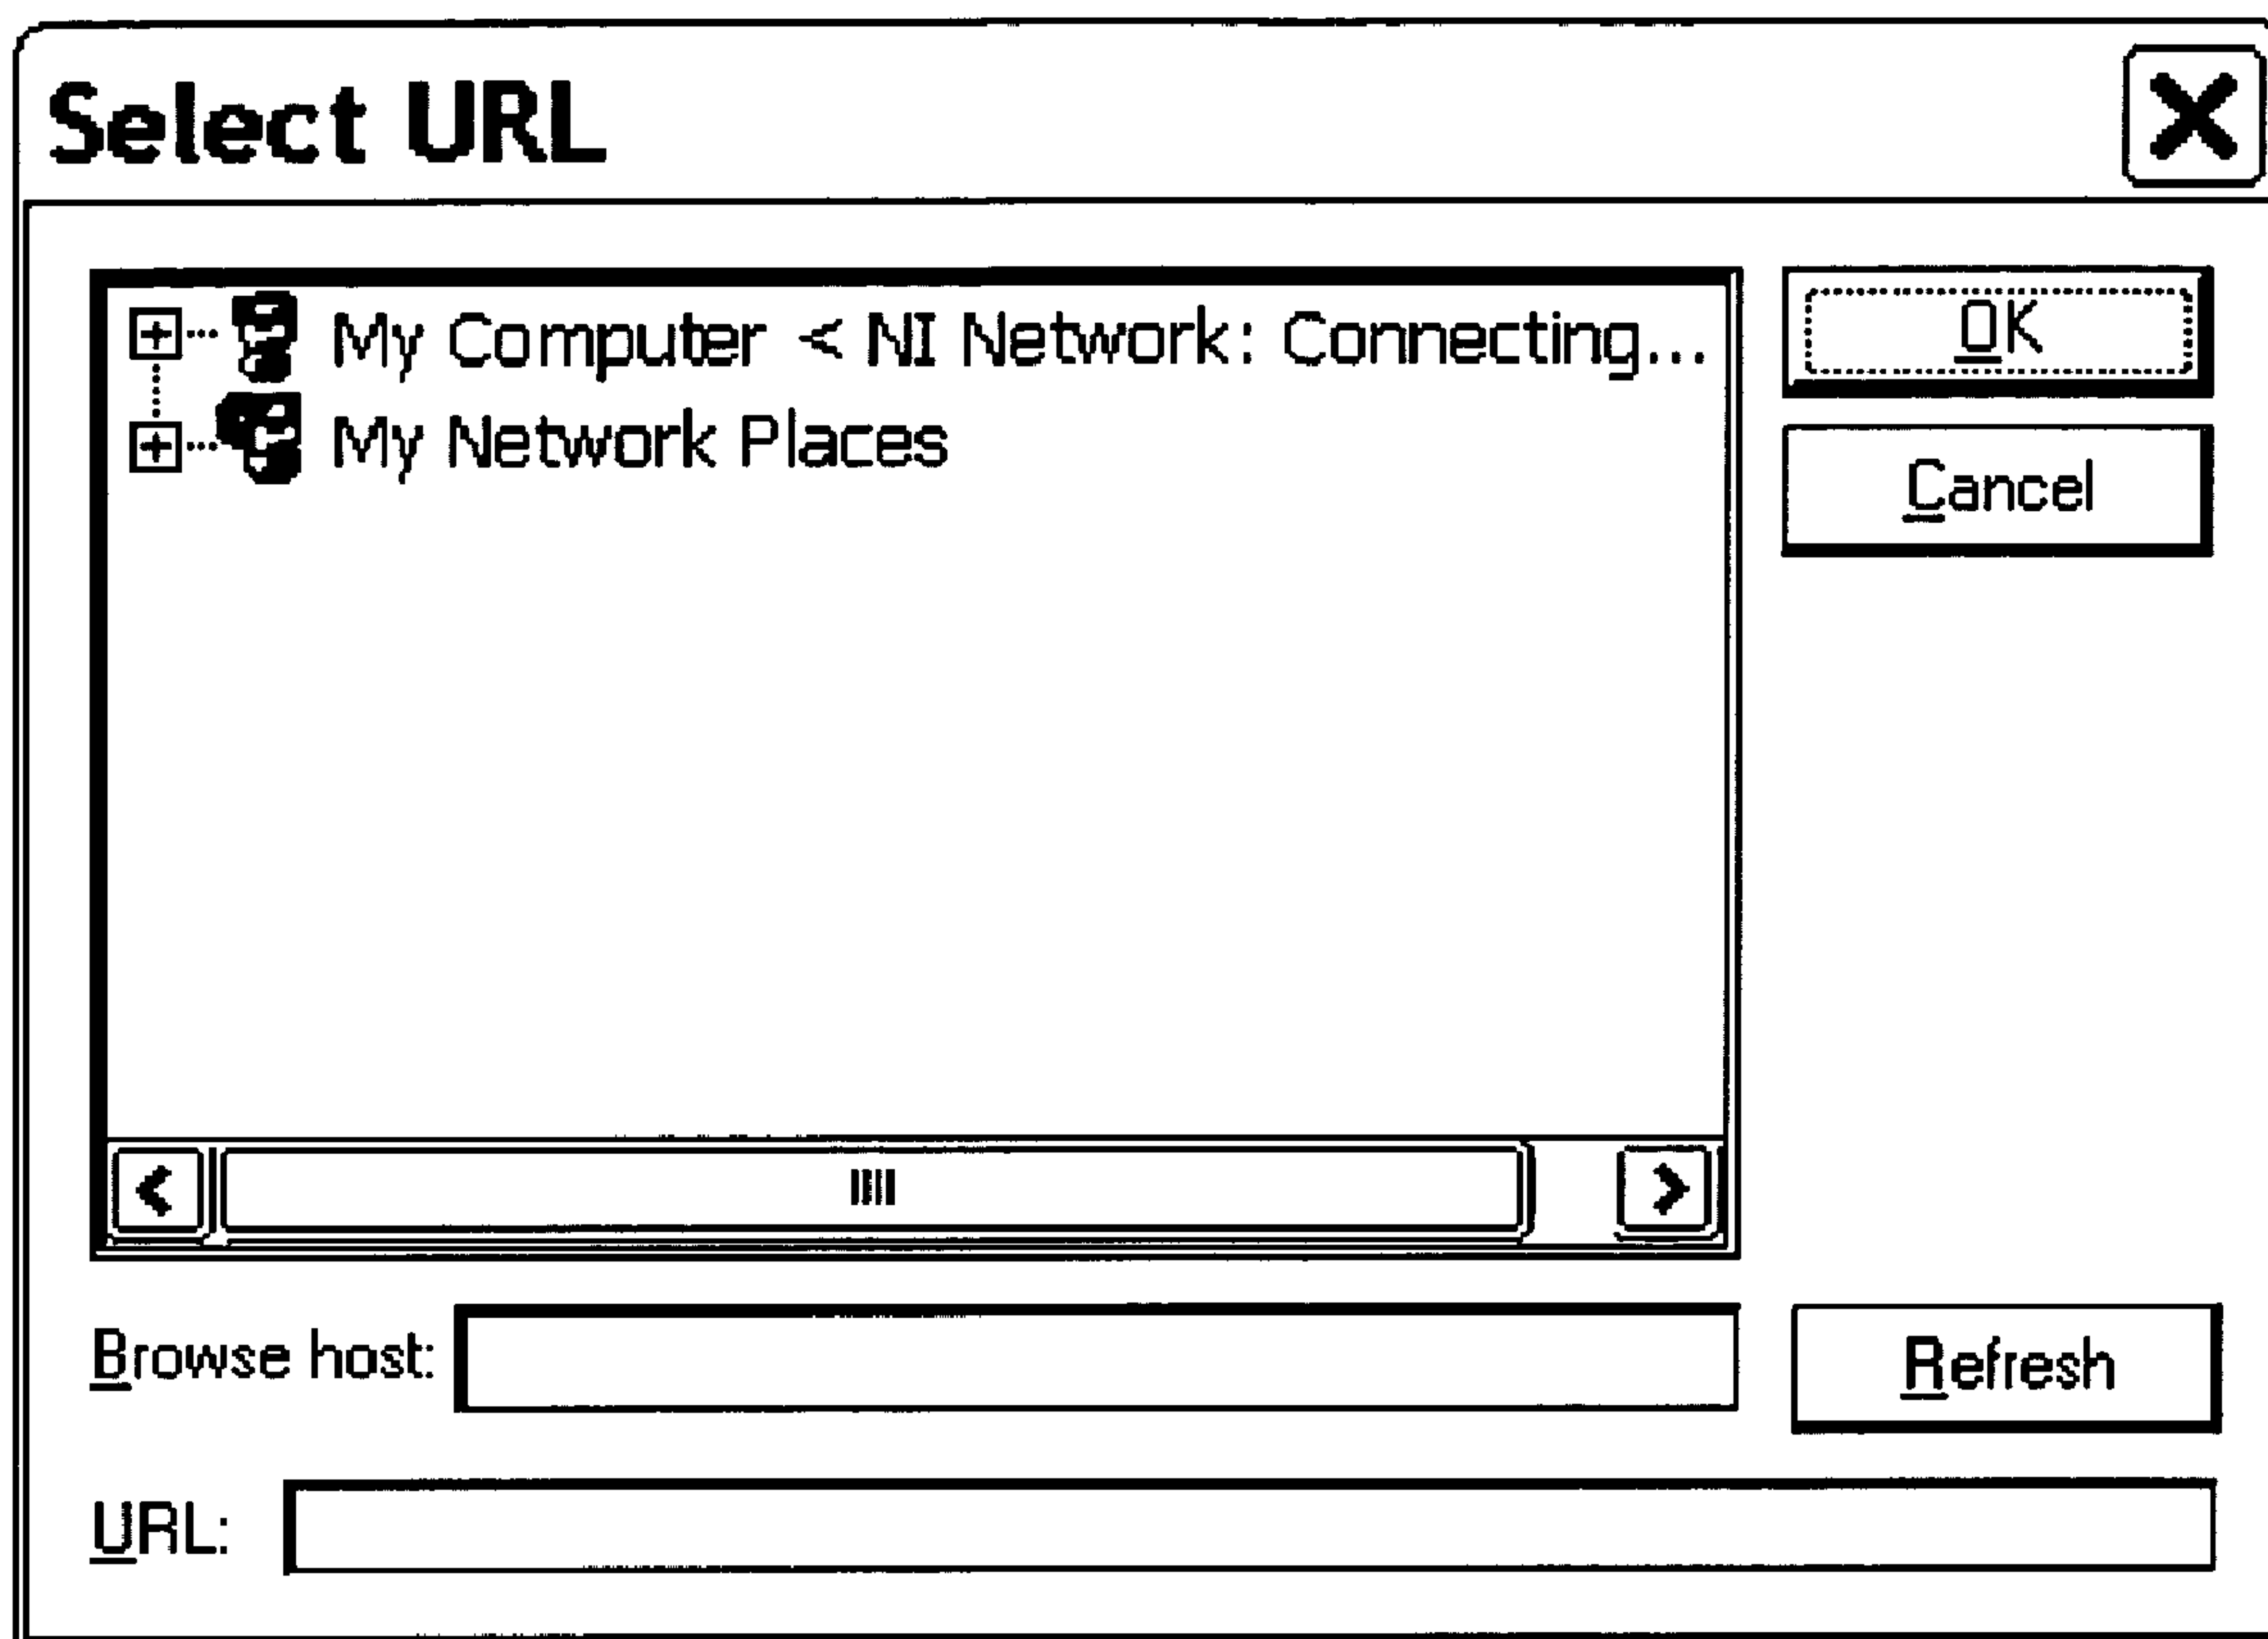 Select URL
My Computer < NI Network: Connecting...
My Network Places
OK
Cancel
Browse host:
Refresh
URL: